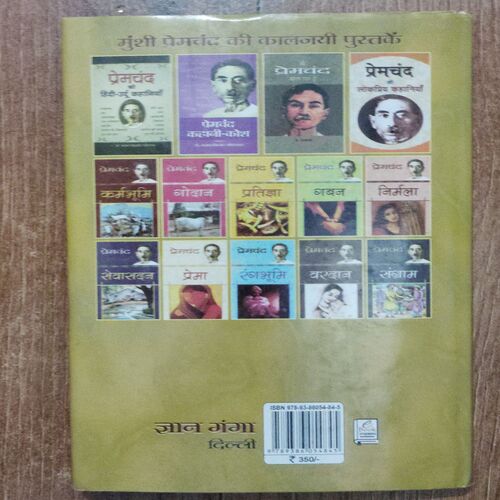 मुंशी प्रेमचंद की कालजयी पुस्तकें
प्रेमचंद
की
हिंदी-उर्दू कहानियाँ
प्रेमचंद
कहानी-कोश
मैं
प्रेमचंद
बोल रहा हूँ
प्रेमचंद
की
लोकप्रिय कहानियाँ
प्रेमचंद
कर्मभूमि
प्रेमचंद
गोदान
प्रेमचंद
प्रतिज्ञा
प्रेमचंद
गबन
प्रेमचंद
निर्मला
प्रेमचंद
सेवासदन
प्रेमचंद
प्रेमा
प्रेमचंद
रंगभूमि
प्रेमचंद
वरदान
प्रेमचंद
संग्राम
ज्ञान गंगा
दिल्ली
₹ 350/-